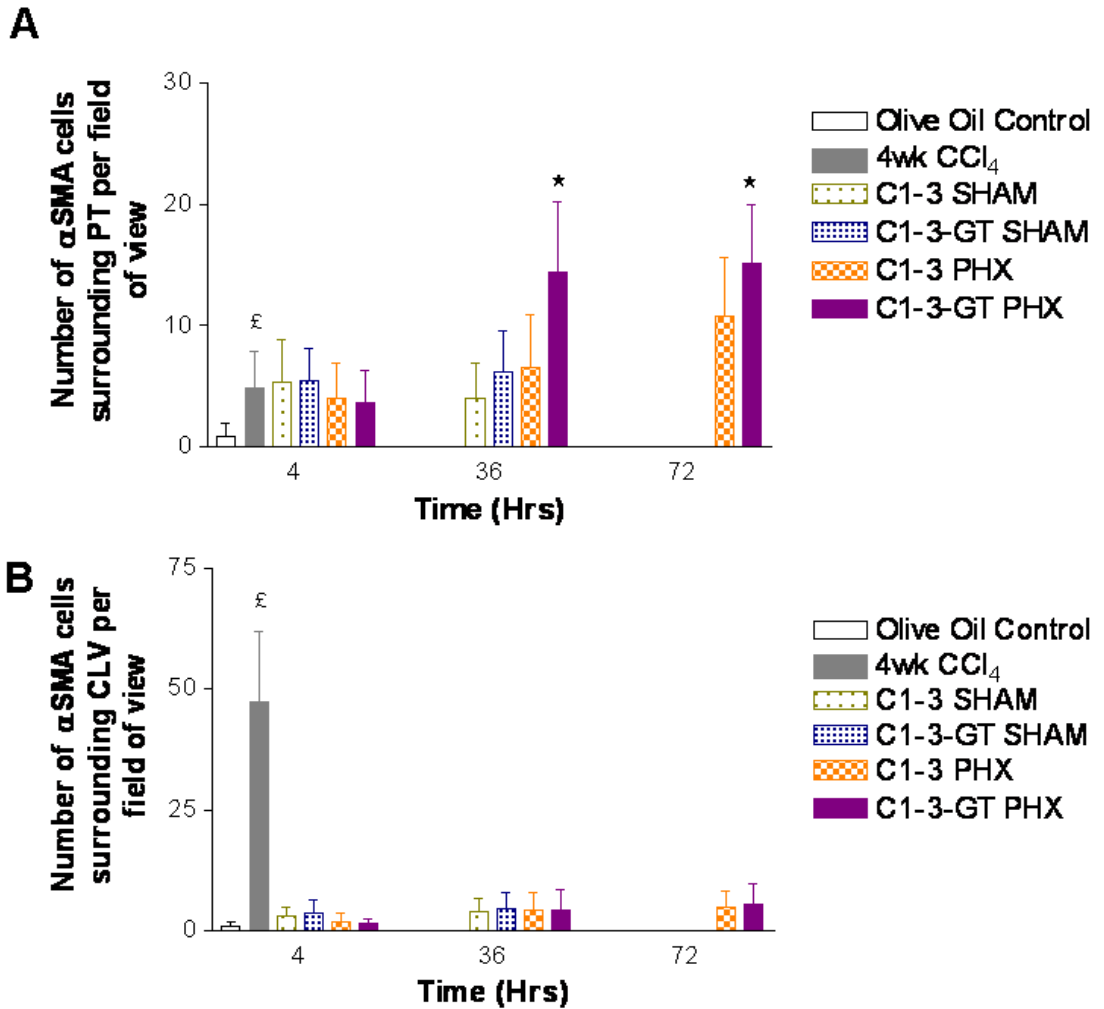 A
Number of αSMA cells
surrounding PT per field
of view
30
20
10
0
£
★
★
4
36
72
Time (Hrs)
Olive Oil Control
4wk CCl₄
C1-3 SHAM
C1-3-GT SHAM
C1-3 PHX
C1-3-GT PHX
B
Number of αSMA cells
surrounding CLV per
field of view
75
50
25
0
£
4
36
72
Time (Hrs)
Olive Oil Control
4wk CCl₄
C1-3 SHAM
C1-3-GT SHAM
C1-3 PHX
C1-3-GT PHX